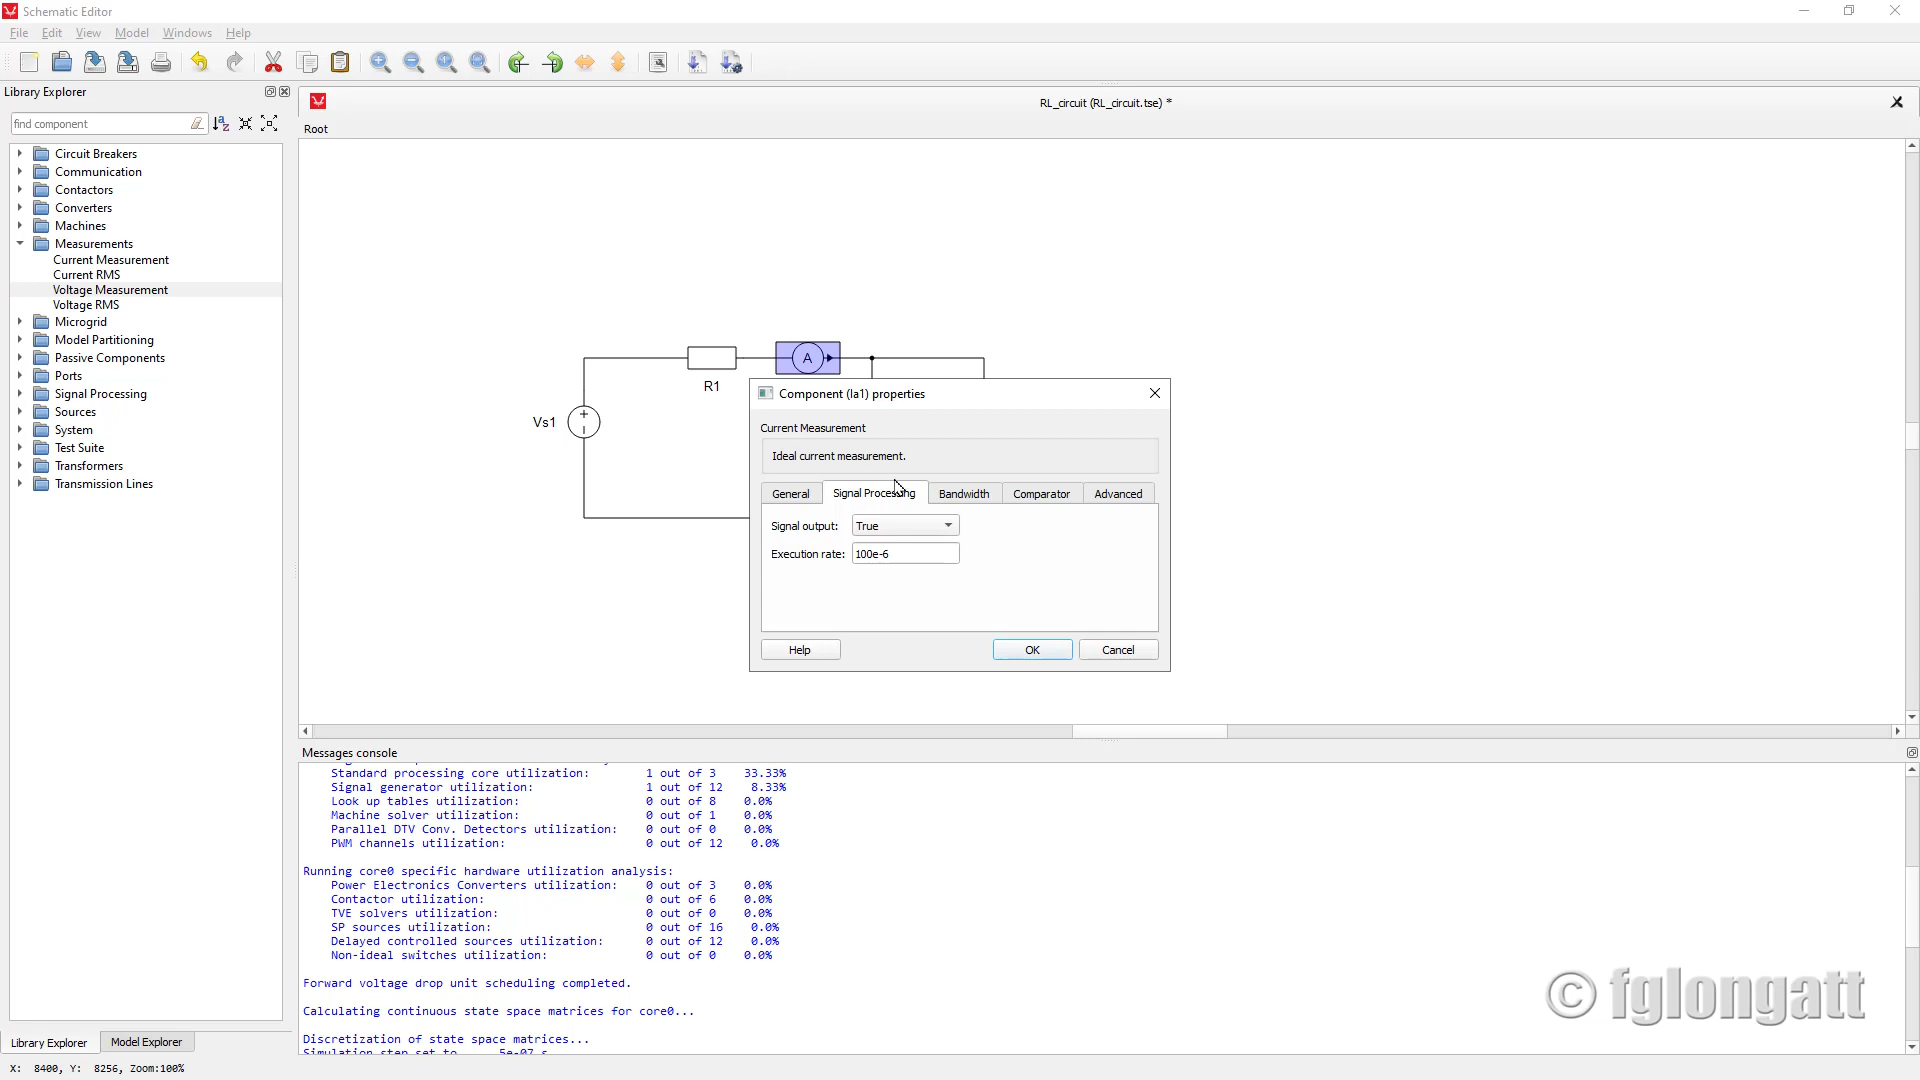 Schematic Editor
File Edit View Model Windows Help
Library Explorer
find component
RL_circuit (RL_circuit.tse) *
Root
Circuit Breakers
Communication
Contactors
Converters
Machines
Measurements
Current Measurement
Current RMS
Voltage Measurement
Voltage RMS
Microgrid
Model Partitioning
Passive Components
Ports
Signal Processing
Sources
System
Test Suite
Transformers
Transmission Lines
A
R1
Vs1
Component (Ia1) properties
Current Measurement
Ideal current measurement.
General Signal Processing Bandwidth Comparator Advanced
Signal output: True
Execution rate: 100e-6
Help OK Cancel
Messages console
Standard processing core utilization: 1 out of 3 33.33%
Signal generator utilization: 1 out of 12 8.33%
Look up tables utilization: 0 out of 8 0.0%
Machine solver utilization: 0 out of 1 0.0%
Parallel DTV Conv. Detectors utilization: 0 out of 0 0.0%
PWM channels utilization: 0 out of 12 0.0%
Running core0 specific hardware utilization analysis:
Power Electronics Converters utilization: 0 out of 3 0.0%
Contactor utilization: 0 out of 6 0.0%
TVE solvers utilization: 0 out of 0 0.0%
SP sources utilization: 0 out of 16 0.0%
Delayed controlled sources utilization: 0 out of 12 0.0%
Non-ideal switches utilization: 0 out of 0 0.0%
Forward voltage drop unit scheduling completed.
Calculating continuous state space matrices for core0...
Discretization of state space matrices...
Simulation step set to 5e-07 s
© fglongatt
Library Explorer Model Explorer
X: 8400, Y: 8256, Zoom:100%